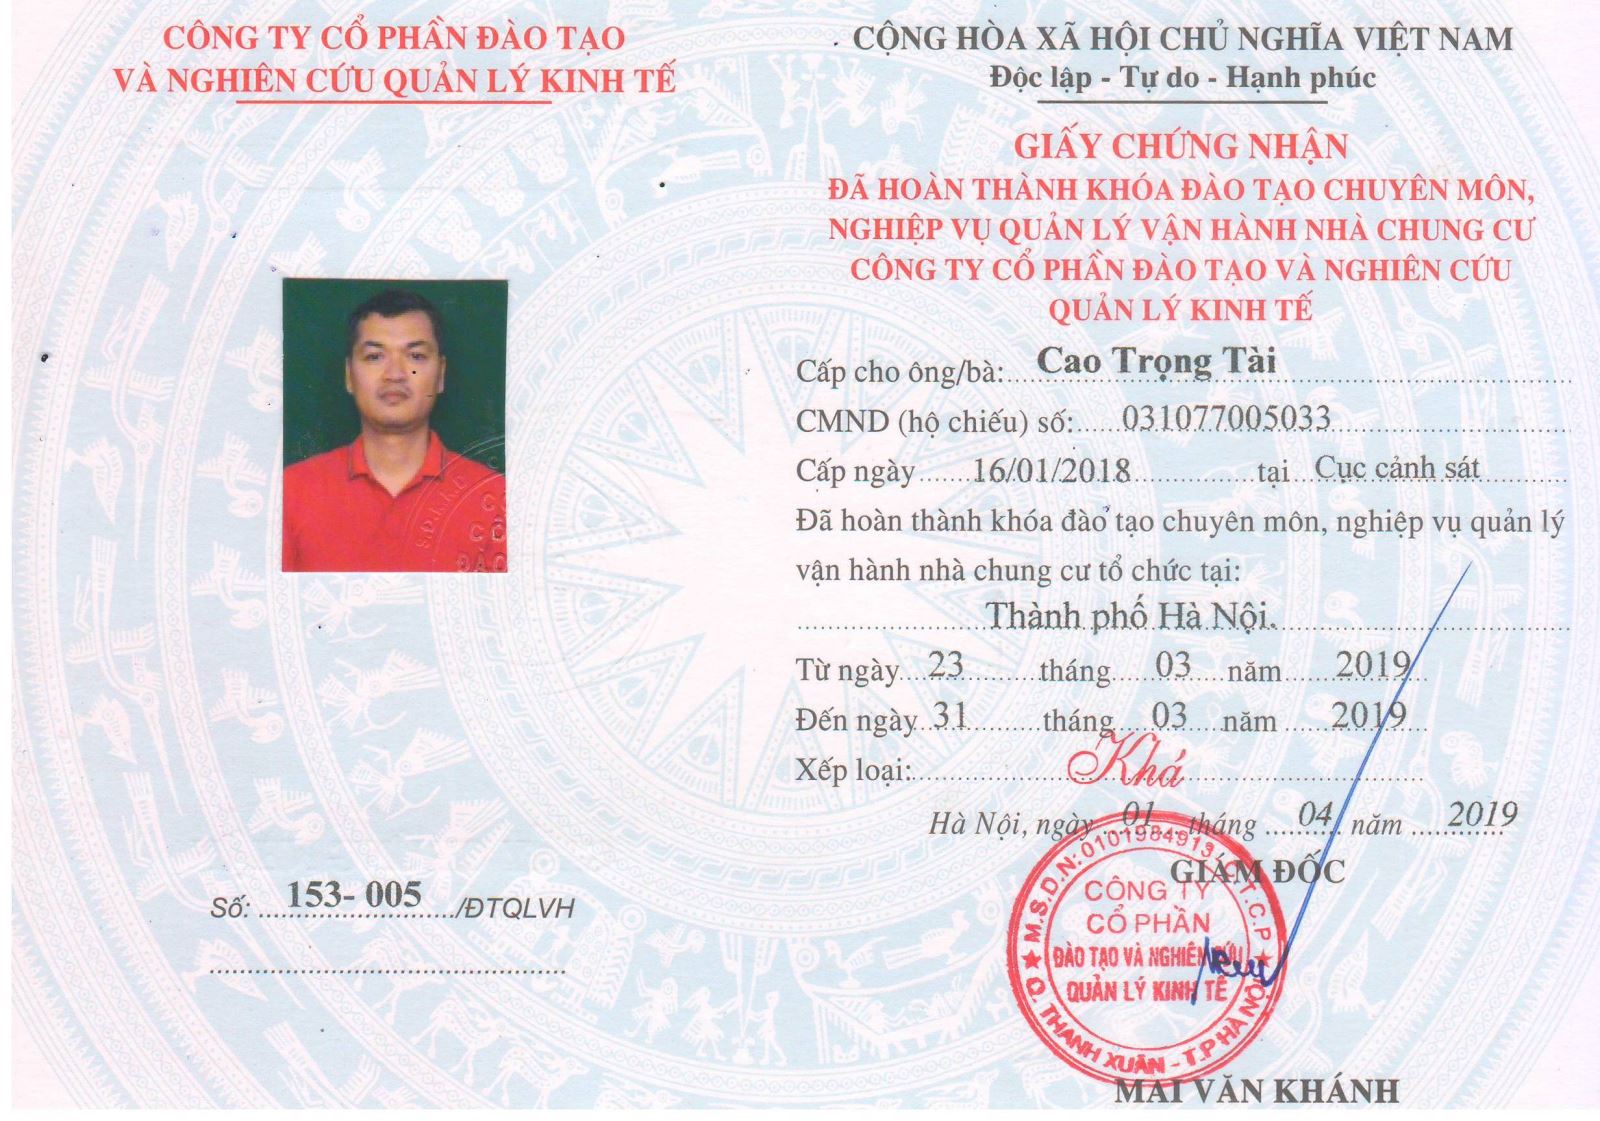 CÔNG TY CỔ PHẦN ĐÀO TẠO
VÀ NGHIÊN CỨU QUẢN LÝ KINH TẾ
Số: 153- 005 /ĐTQLVH
CỘNG HÒA XÃ HỘI CHỦ NGHĨA VIỆT NAM
Độc lập - Tự do - Hạnh phúc
GIẤY CHỨNG NHẬN
ĐÃ HOÀN THÀNH KHÓA ĐÀO TẠO CHUYÊN MÔN,
NGHIỆP VỤ QUẢN LÝ VẬN HÀNH NHÀ CHUNG CƯ
CÔNG TY CỔ PHẦN ĐÀO TẠO VÀ NGHIÊN CỨU
QUẢN LÝ KINH TẾ
Cấp cho ông/bà: Cao Trọng Tài
CMND (hộ chiếu) số: 031077005033
Cấp ngày 16/01/2018 tại Cục cảnh sát
Đã hoàn thành khóa đào tạo chuyên môn, nghiệp vụ quản lý
vận hành nhà chung cư tổ chức tại:
Thành phố Hà Nội.
Từ ngày 23 tháng 03 năm 2019
Đến ngày 31 tháng 03 năm 2019
Xếp loại: Khá
Hà Nội, ngày 01 tháng 04 năm 2019
GIÁM ĐỐC
M.S.D.N: 0101984913 C.T.C.P
CÔNG TY
CỔ PHẦN
ĐÀO TẠO VÀ NGHIÊN CỨU
QUẢN LÝ KINH TẾ
Q. THANH XUÂN - T.P HÀ NỘI
MAI VĂN KHÁNH